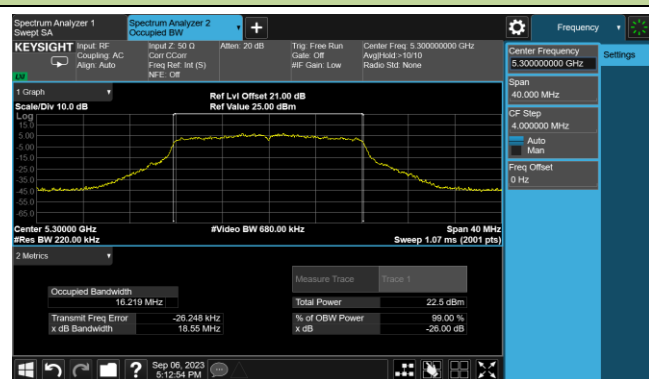 Spectrum Analyzer 1
Swept SA
Spectrum Analyzer 2
Occupied BW
+
Frequency
KEYSIGHT
Input: RF
Coupling: AC
Align: Auto
Input Z: 50 Ω
Corr CCorr
Freq Ref: Int (S)
NFE: Off
Atten: 20 dB
Trig: Free Run
Gate: Off
#IF Gain: Low
Center Freq: 5.300000000 GHz
Avg|Hold:>10/10
Radio Std: None
LVI
1 Graph
Scale/Div 10.0 dB
Ref Lvl Offset 21.00 dB
Ref Value 25.00 dBm
Log
15.0
5.00
-5.00
-15.0
-25.0
-35.0
-45.0
-55.0
-65.0
Center 5.30000 GHz
#Res BW 220.00 kHz
#Video BW 680.00 kHz
Span 40 MHz
Sweep 1.07 ms (2001 pts)
2 Metrics
Measure Trace
Trace 1
Occupied Bandwidth
16.219 MHz
Total Power
22.5 dBm
Transmit Freq Error
-26.248 kHz
% of OBW Power
99.00 %
x dB Bandwidth
18.55 MHz
x dB
-26.00 dB
Center Frequency
5.300000000 GHz
Settings
Span
40.000 MHz
CF Step
4.000000 MHz
Auto
Man
Freq Offset
0 Hz
?
Sep 06, 2023
5:12:54 PM